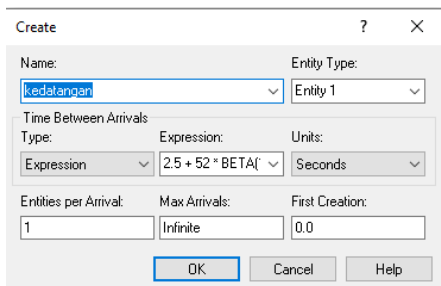 Create ? ×
Name: Entity Type:
kedatangan Entity 1
Time Between Arrivals
Type: Expression: Units:
Expression 2.5 + 52 * BETA( Seconds
Entities per Arrival: Max Arrivals: First Creation:
1 Infinite 0.0
OK Cancel Help